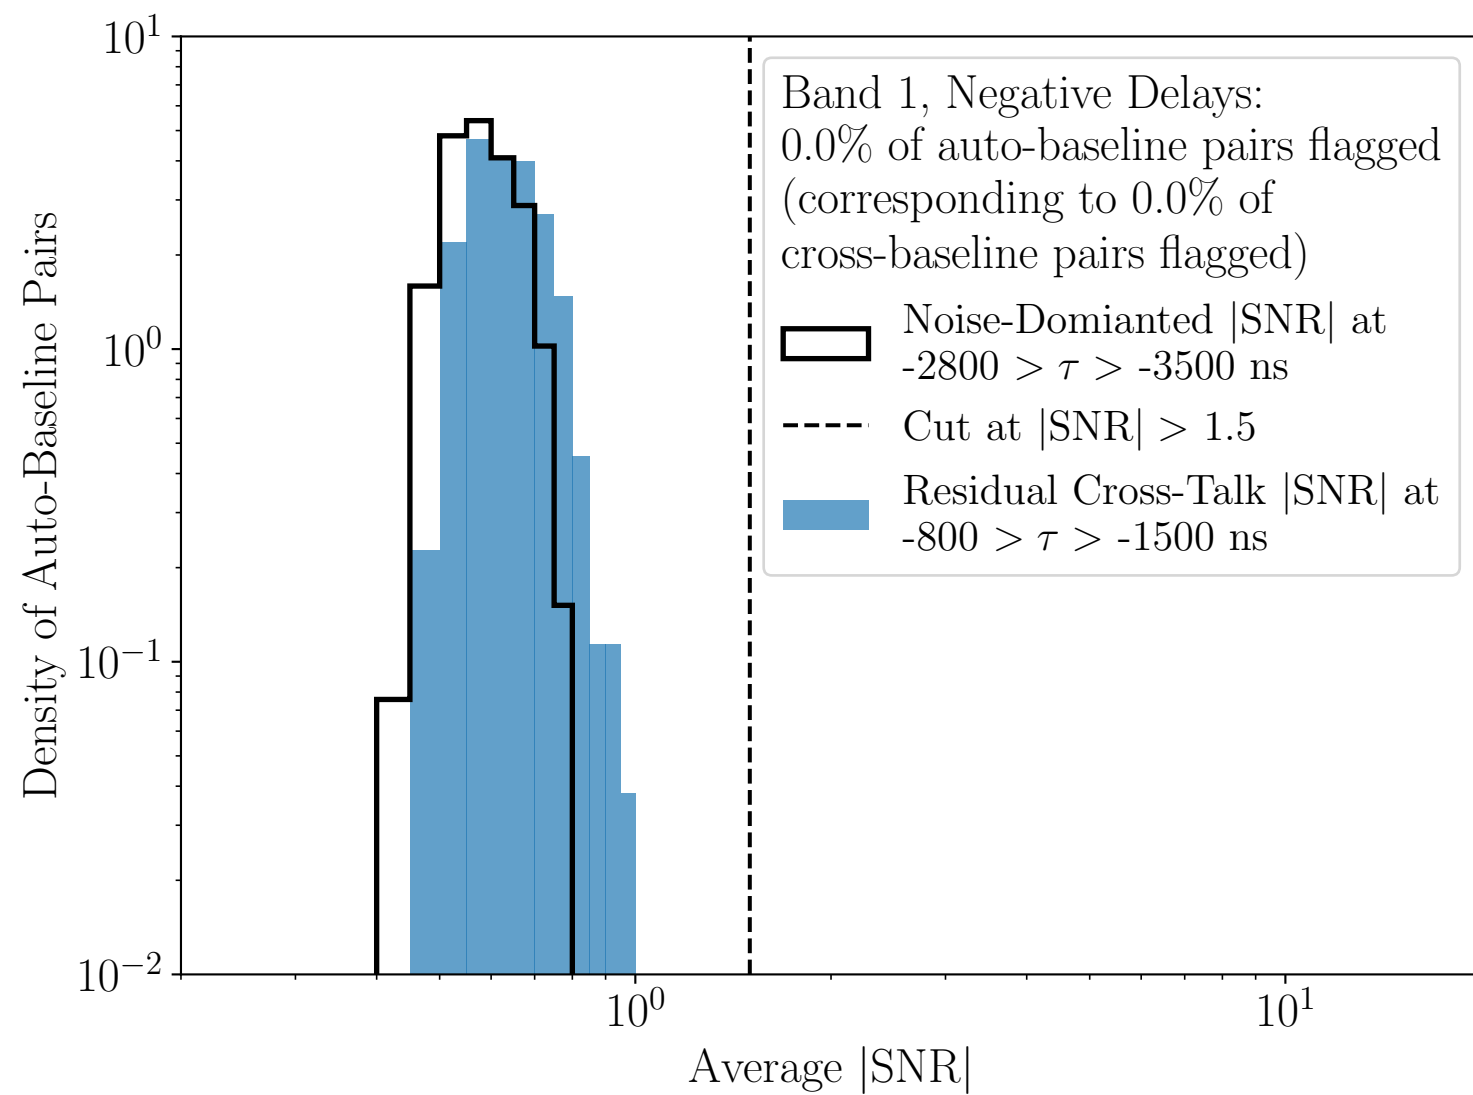 10^1
10^0
10^-1
10^-2
Density of Auto-Baseline Pairs
Band 1, Negative Delays:
0.0% of auto-baseline pairs flagged
(corresponding to 0.0% of
cross-baseline pairs flagged)
Noise-Domianted |SNR| at
-2800 > τ > -3500 ns
Cut at |SNR| > 1.5
Residual Cross-Talk |SNR| at
-800 > τ > -1500 ns
10^0
10^1
Average |SNR|